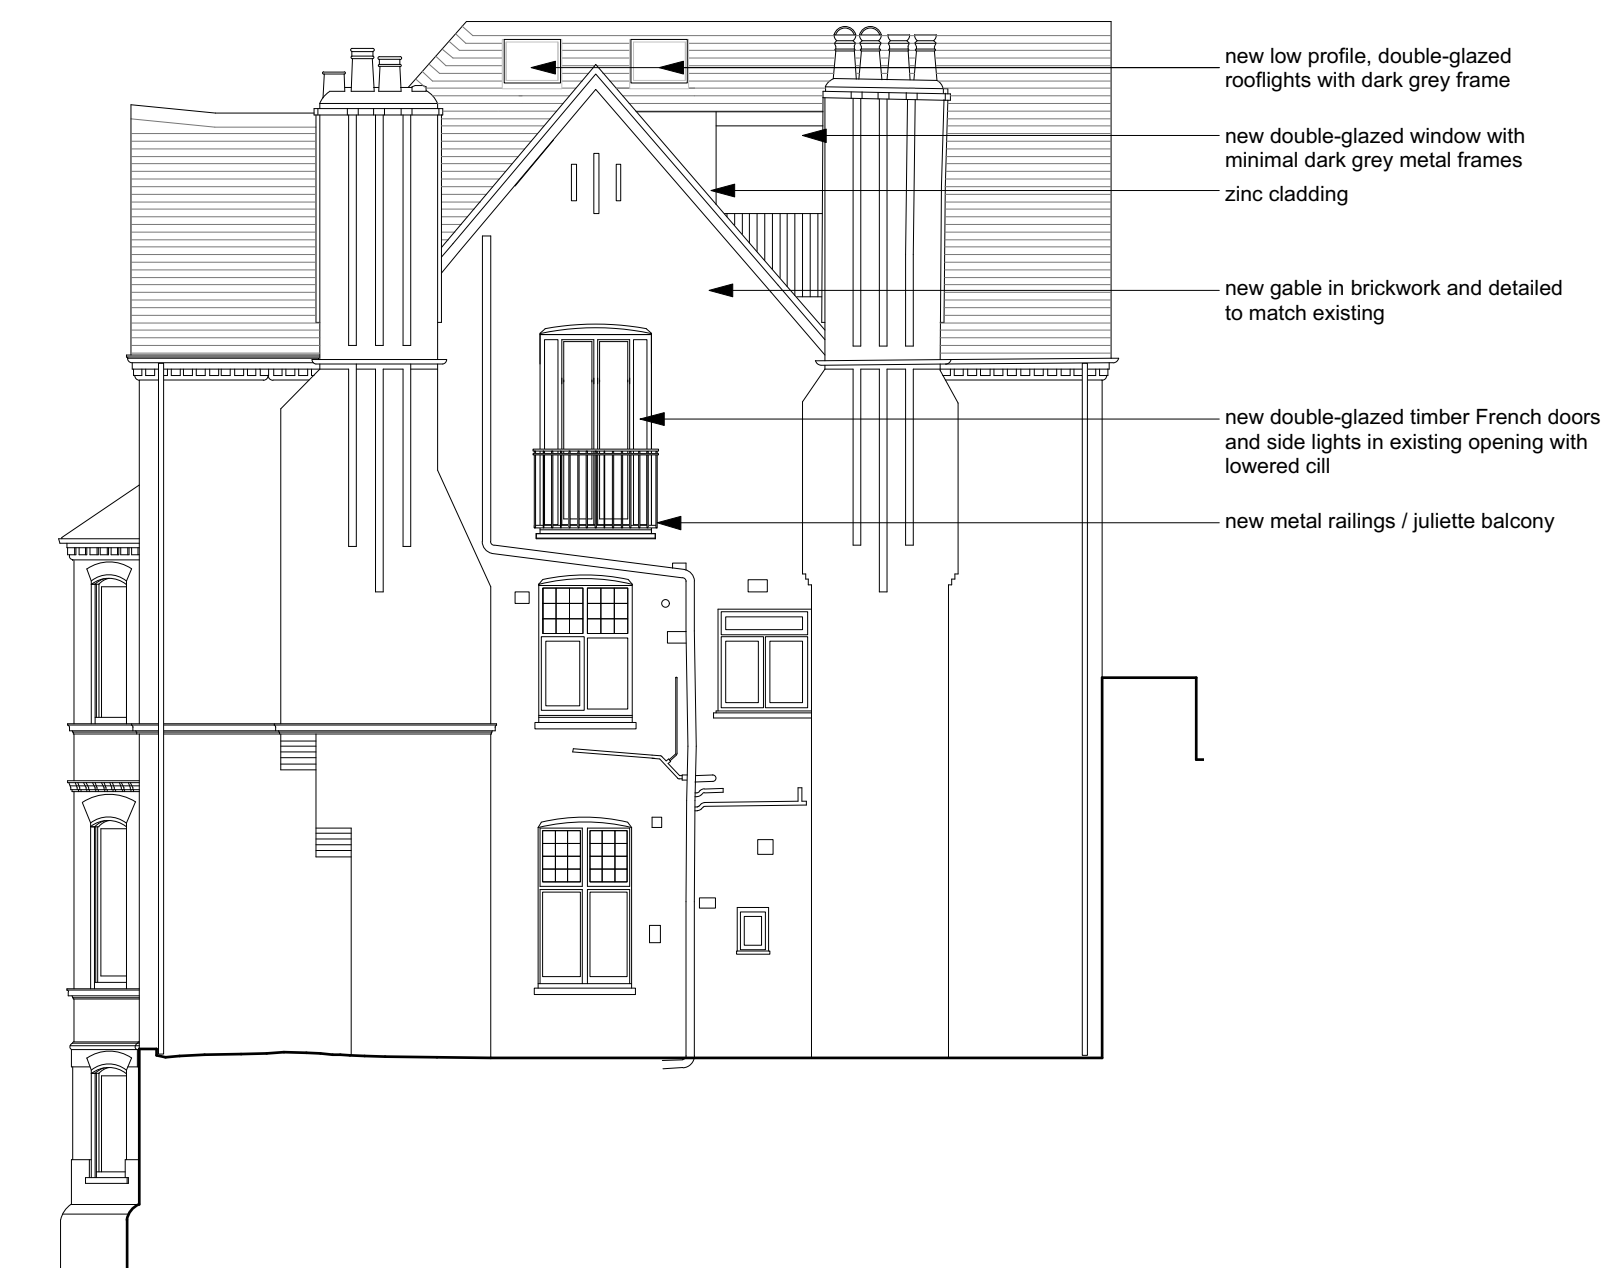 new low profile, double-glazed
rooflights with dark grey frame
new double-glazed window with
minimal dark grey metal frames
zinc cladding
new gable in brickwork and detailed
to match existing
new double-glazed timber French doors
and side lights in existing opening with
lowered cill
new metal railings / juliette balcony